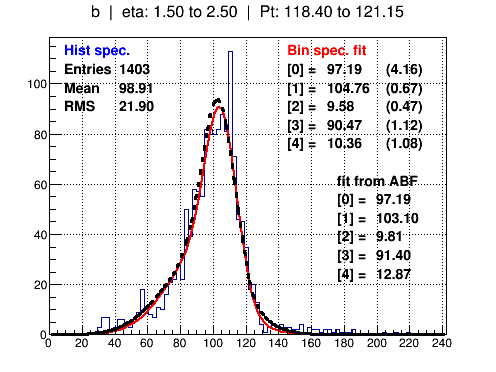 b | eta: 1.50 to 2.50 | Pt: 118.40 to 121.15
Hist spec.
Entries 1403
Mean 98.91
RMS 21.90
Bin spec. fit
[0] = 97.19 (4.16)
[1] = 104.76 (0.67)
[2] = 9.58 (0.47)
[3] = 90.47 (1.12)
[4] = 10.36 (1.08)
fit from ABF
[0] = 97.19
[1] = 103.10
[2] = 9.81
[3] = 91.40
[4] = 12.87
100
80
60
40
20
0
0 20 40 60 80 100 120 140 160 180 200 220 240